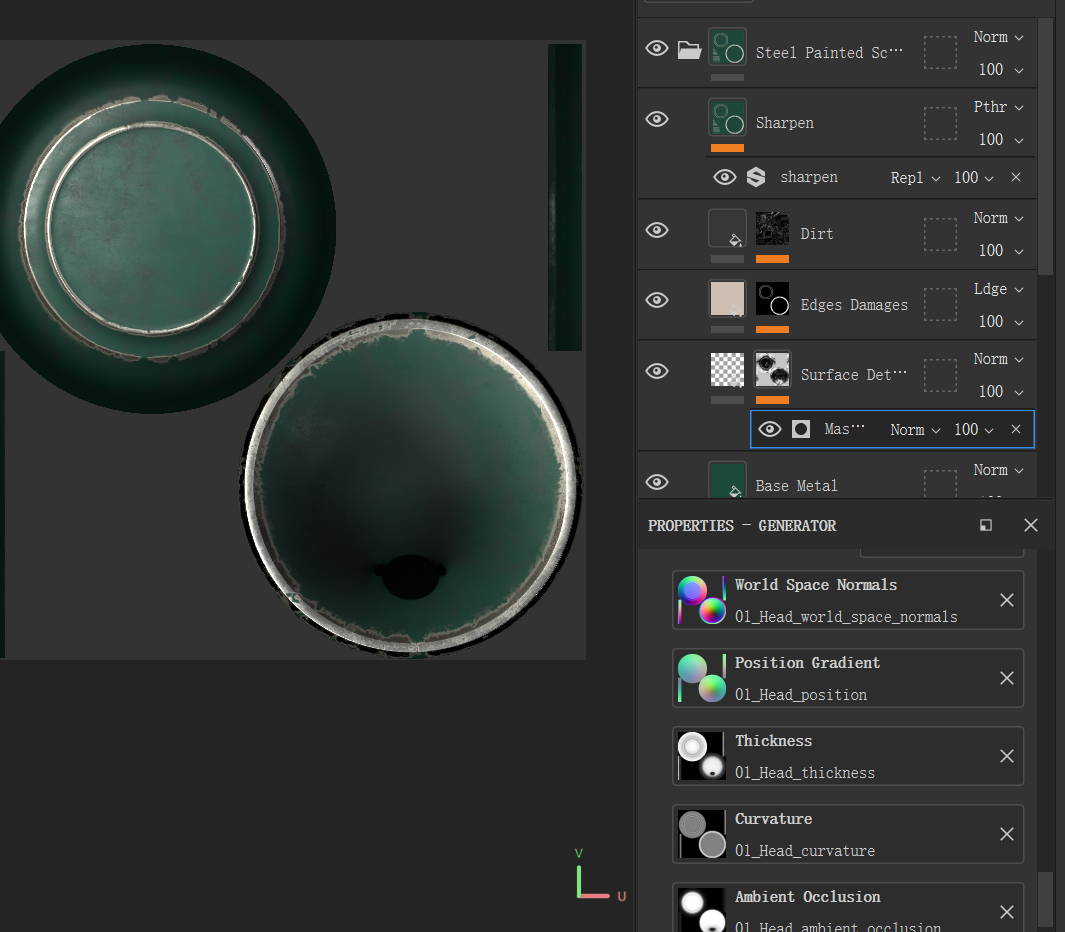 Steel Painted Sc···
Norm
100
Sharpen
Pthr
100
sharpen
Repl
100
Dirt
Norm
100
Edges Damages
Ldge
100
Surface Det···
Norm
100
Mas···
Norm
100
Base Metal
Norm
PROPERTIES - GENERATOR
World Space Normals
01_Head_world_space_normals
Position Gradient
01_Head_position
Thickness
01_Head_thickness
Curvature
01_Head_curvature
Ambient Occlusion
01_Head_ambient_occlusion
V
U